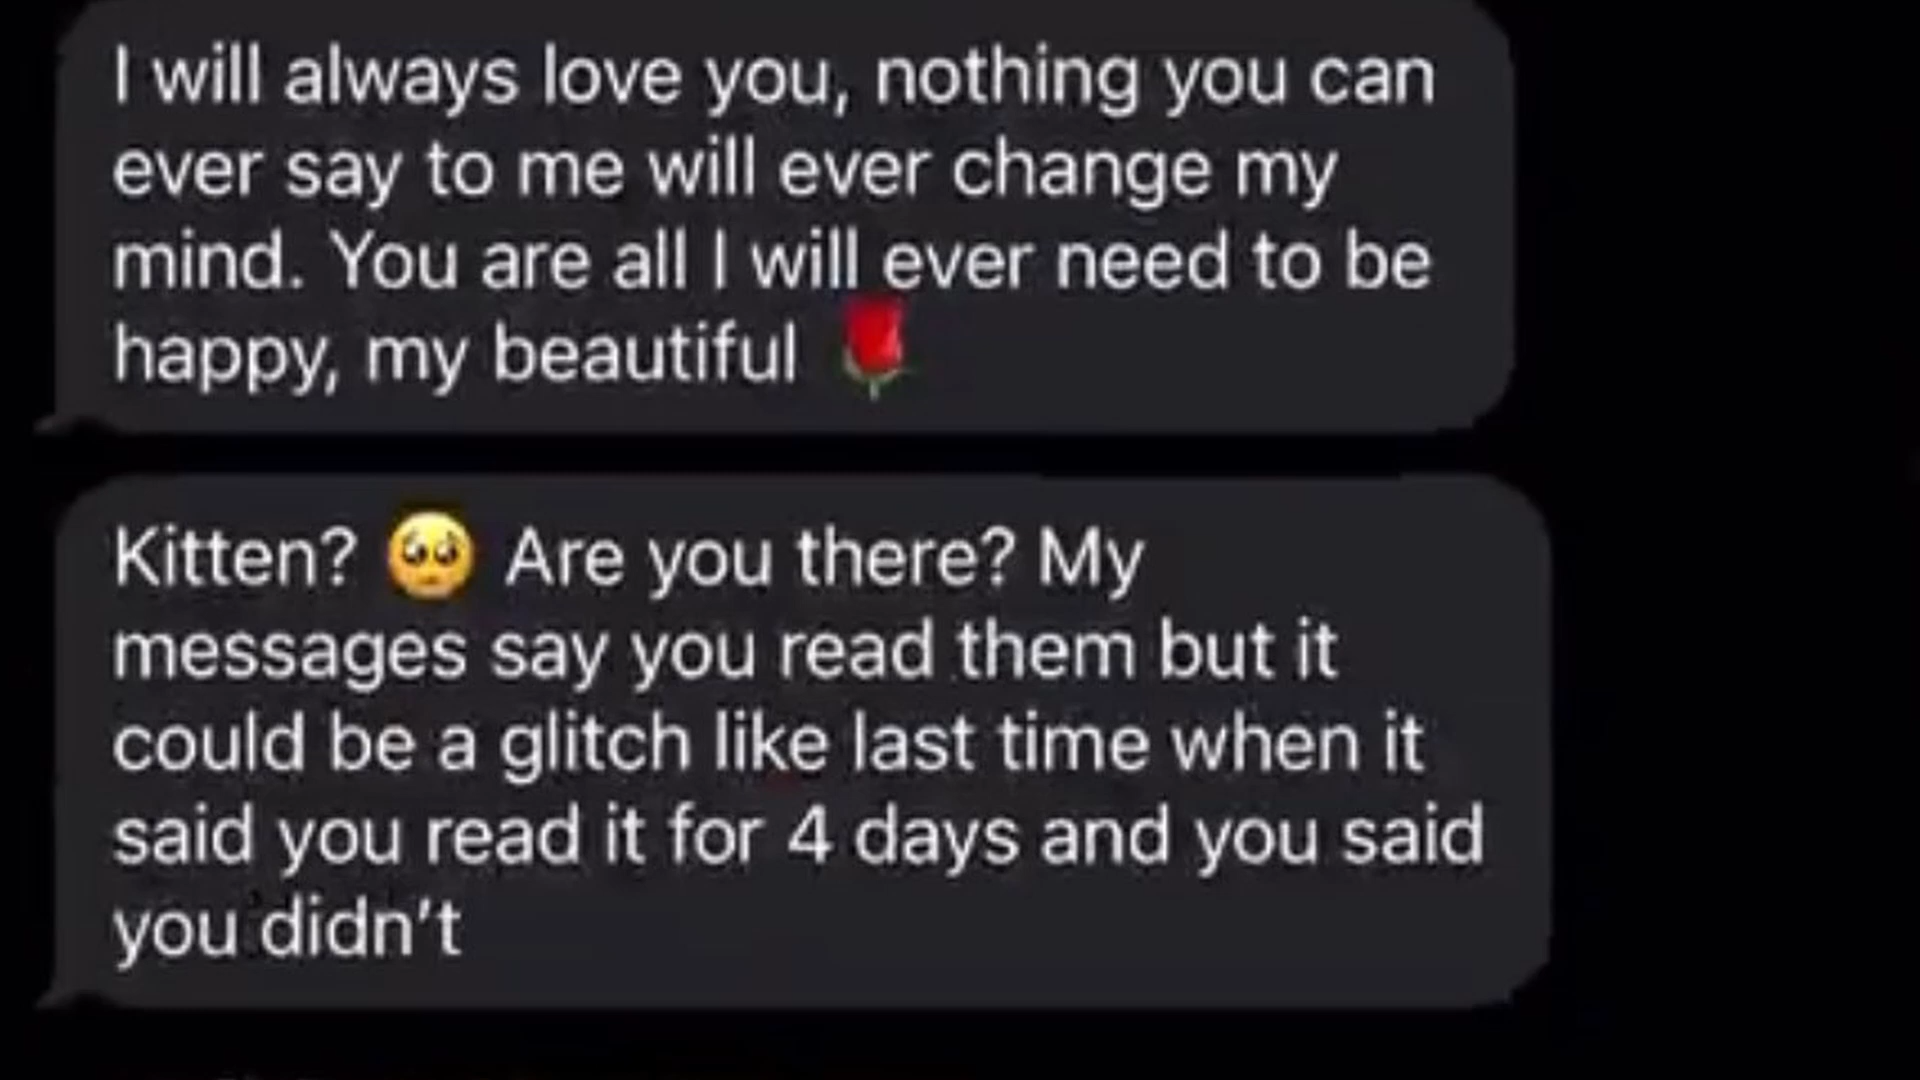 I will always love you, nothing you can
ever say to me will ever change my
mind. You are all I will ever need to be
happy, my beautiful 🌹
Kitten? 🥺 Are you there? My
messages say you read them but it
could be a glitch like last time when it
said you read it for 4 days and you said
you didn't